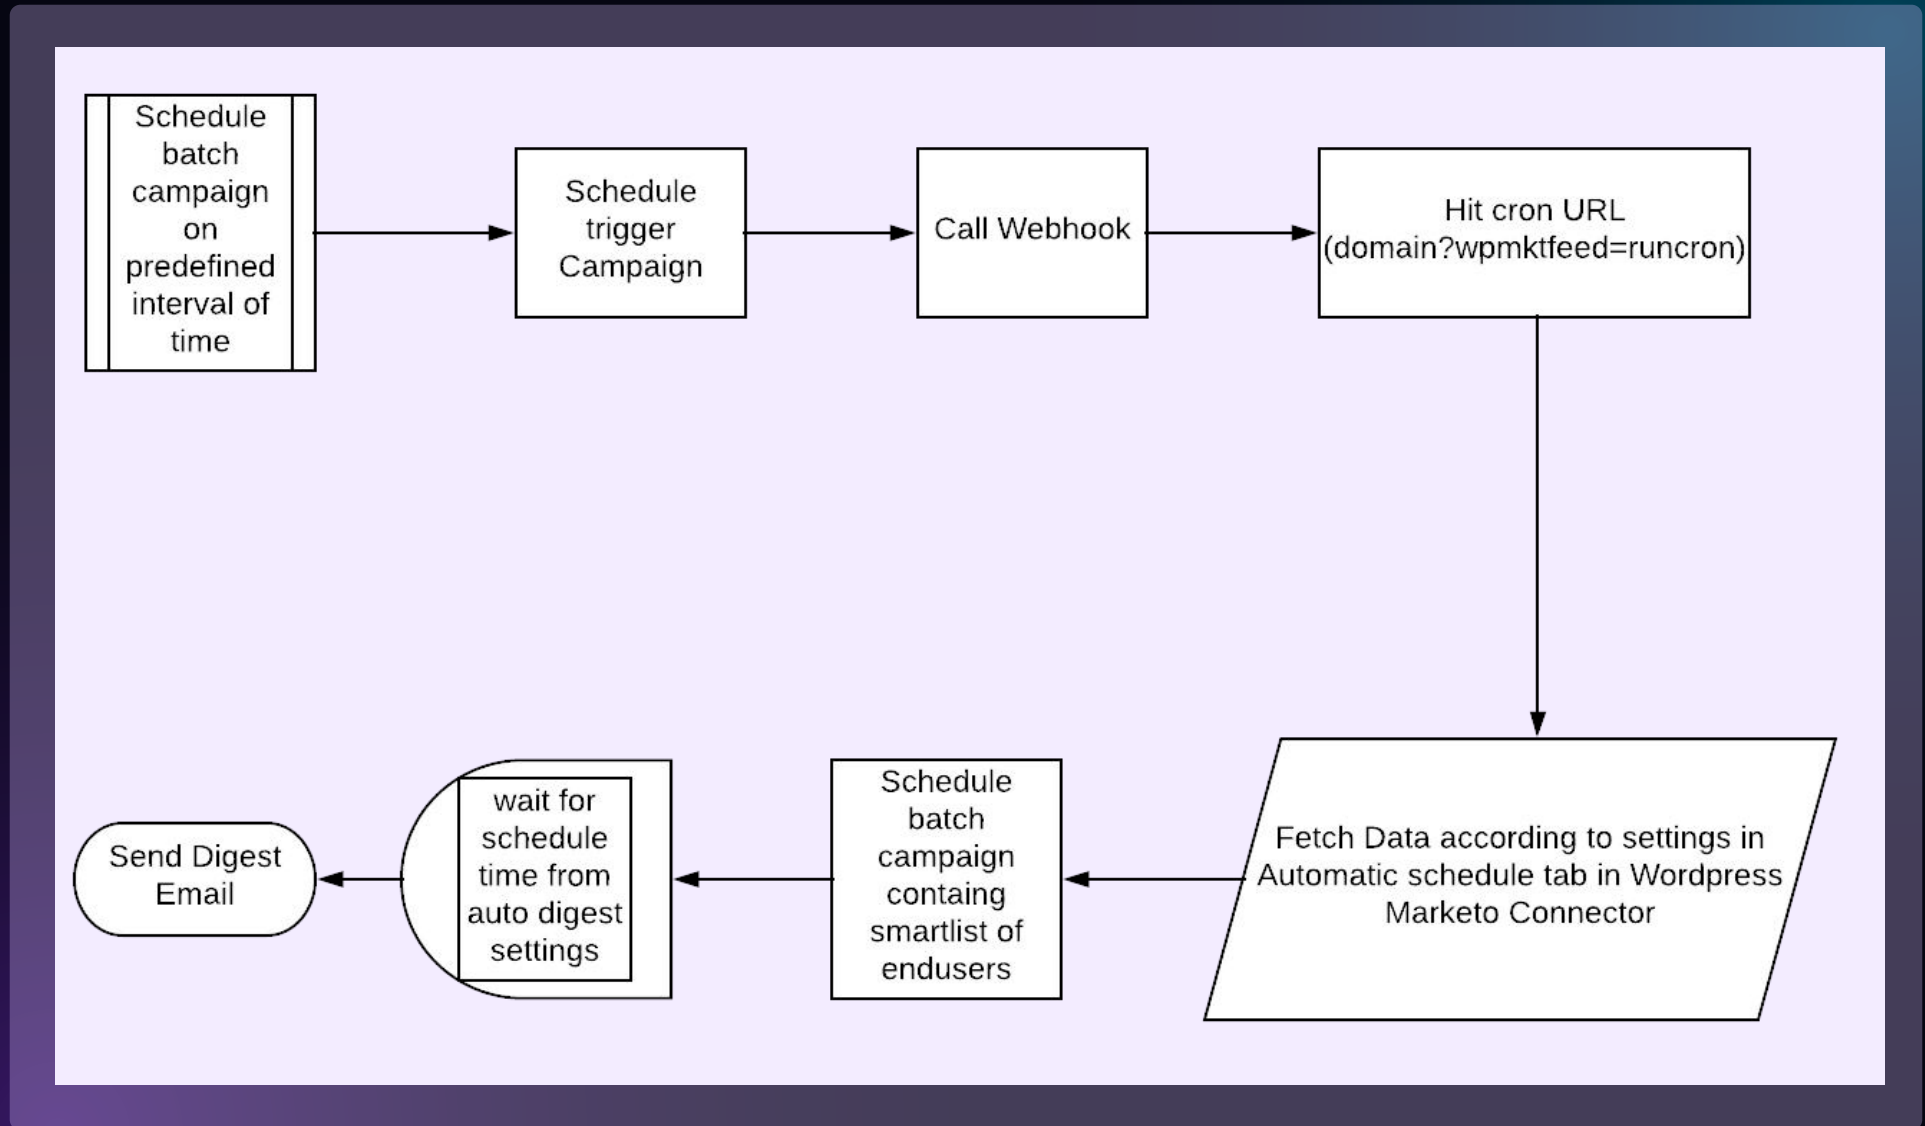 Schedule
batch
campaign
on
predefined
interval of
time
Schedule
trigger
Campaign
Call Webhook
Hit cron URL
(domain?wpmktfeed=runcron)
Fetch Data according to settings in
Automatic schedule tab in Wordpress
Marketo Connector
Schedule
batch
campaign
containg
smartlist of
endusers
wait for
schedule
time from
auto digest
settings
Send Digest
Email